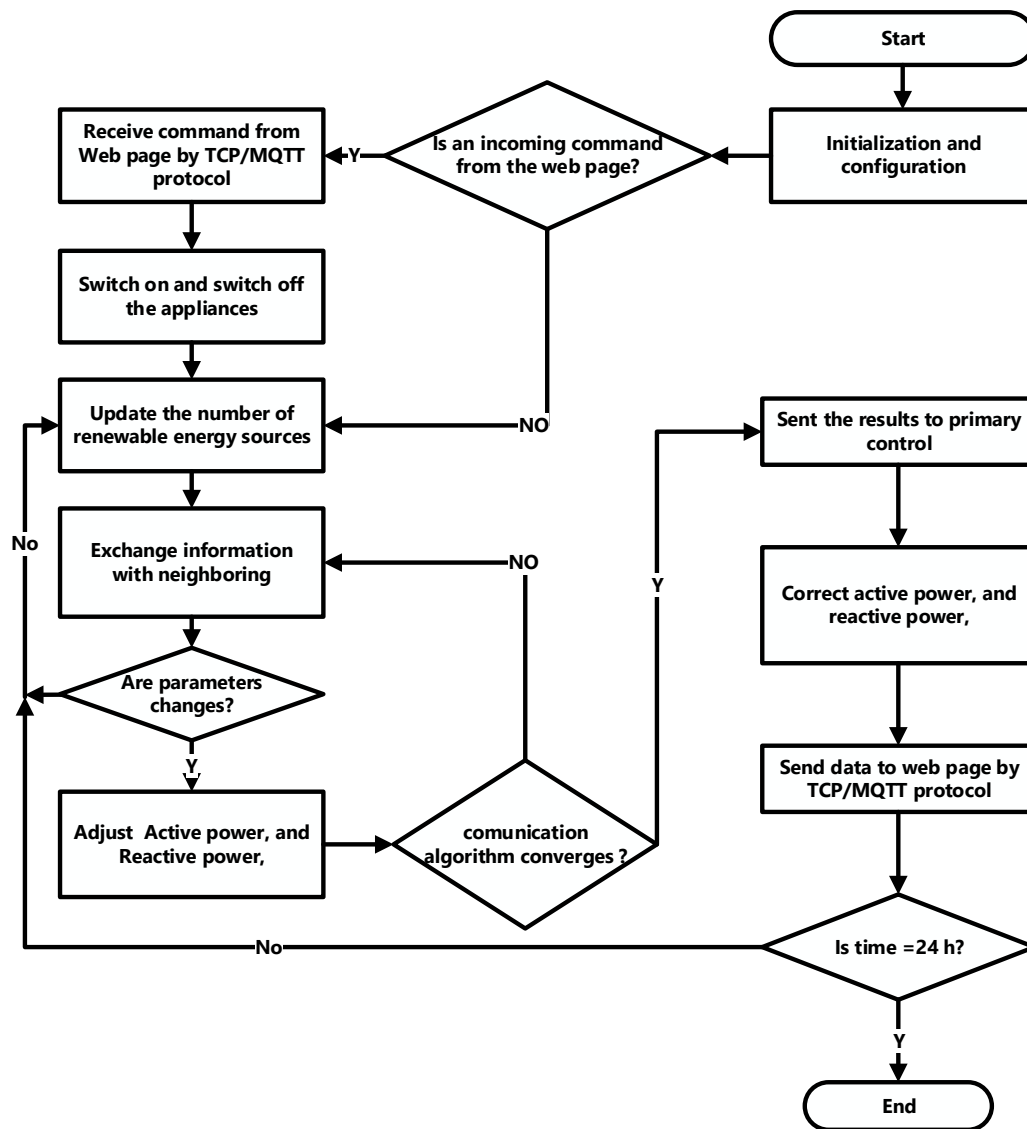 Start
Initialization and
configuration
Is an incoming command
from the web page?
Y
Receive command from
Web page by TCP/MQTT
protocol
Switch on and switch off
the appliances
NO
Update the number of
renewable energy sources
Exchange information
with neighboring
No
Are parameters
changes?
Y
Adjust Active power, and
Reactive power,
comunication
algorithm converges ?
NO
Y
Sent the results to primary
control
Correct active power, and
reactive power,
Send data to web page by
TCP/MQTT protocol
Is time =24 h?
No
Y
End